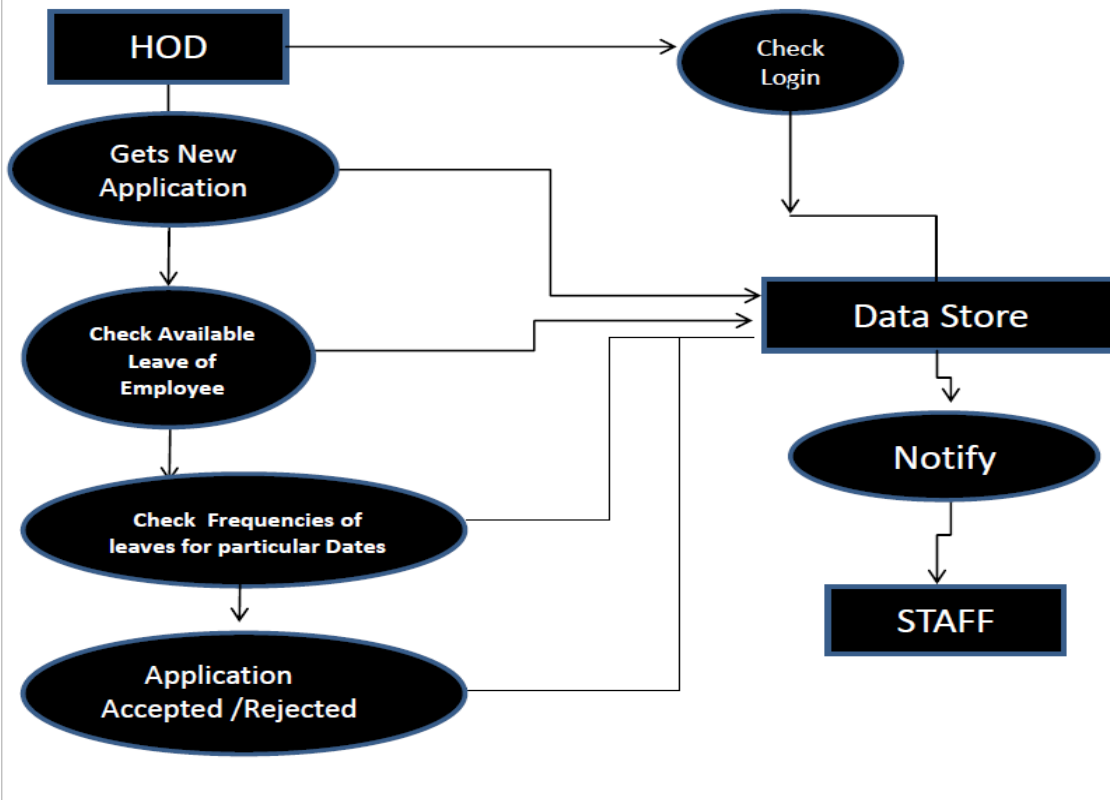 HOD
Check
Login
Gets New
Application
Check Available
Leave of
Employee
Data Store
Notify
Check Frequencies of
leaves for particular Dates
STAFF
Application
Accepted /Rejected